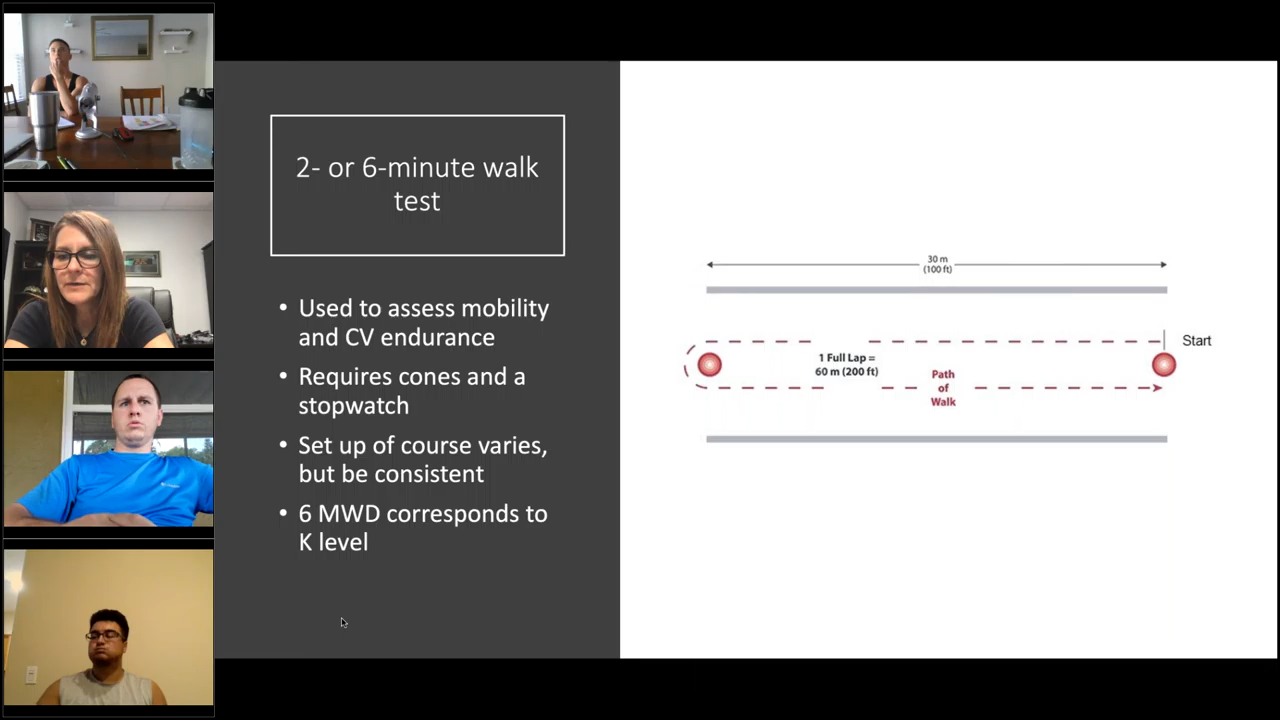 2- or 6-minute walk
test
• Used to assess mobility
and CV endurance
• Requires cones and a
stopwatch
• Set up of course varies,
but be consistent
• 6 MWD corresponds to
K level
30 m
(100 ft)
Start
1 Full Lap =
60 m (200 ft)
Path
of
Walk